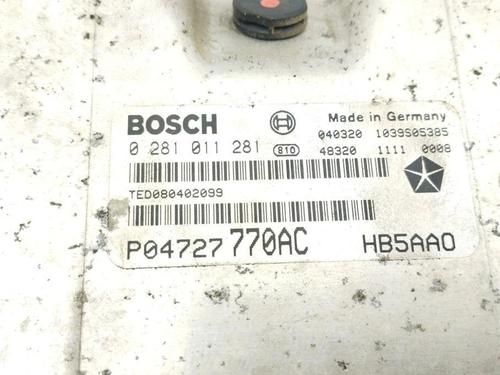 BOSCH Made in Germany
040320 1039S05385
0 281 011 281 810 48320 1111 0008
TED080402099
P04727770AC HB5AA0